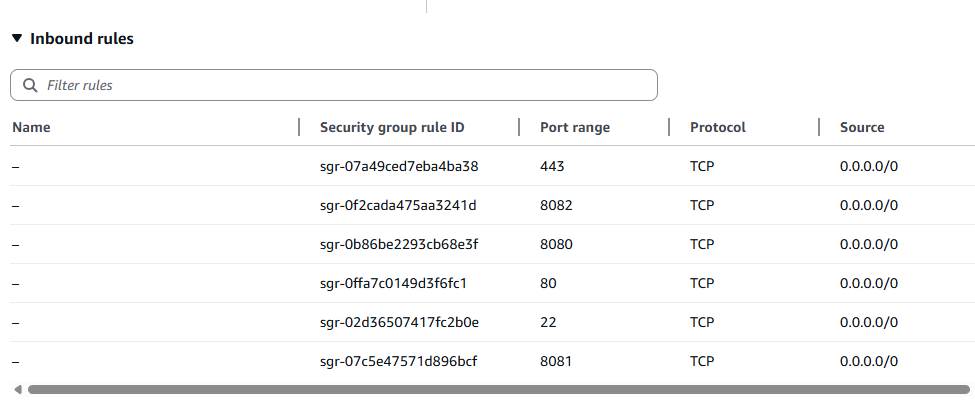 Inbound rules
Filter rules
Name Security group rule ID Port range Protocol Source
– sgr-07a49ced7eba4ba38 443 TCP 0.0.0.0/0
– sgr-0f2cada475aa3241d 8082 TCP 0.0.0.0/0
– sgr-0b86be2293cb68e3f 8080 TCP 0.0.0.0/0
– sgr-0ffa7c0149d3f6fc1 80 TCP 0.0.0.0/0
– sgr-02d36507417fc2b0e 22 TCP 0.0.0.0/0
– sgr-07c5e47571d896bcf 8081 TCP 0.0.0.0/0